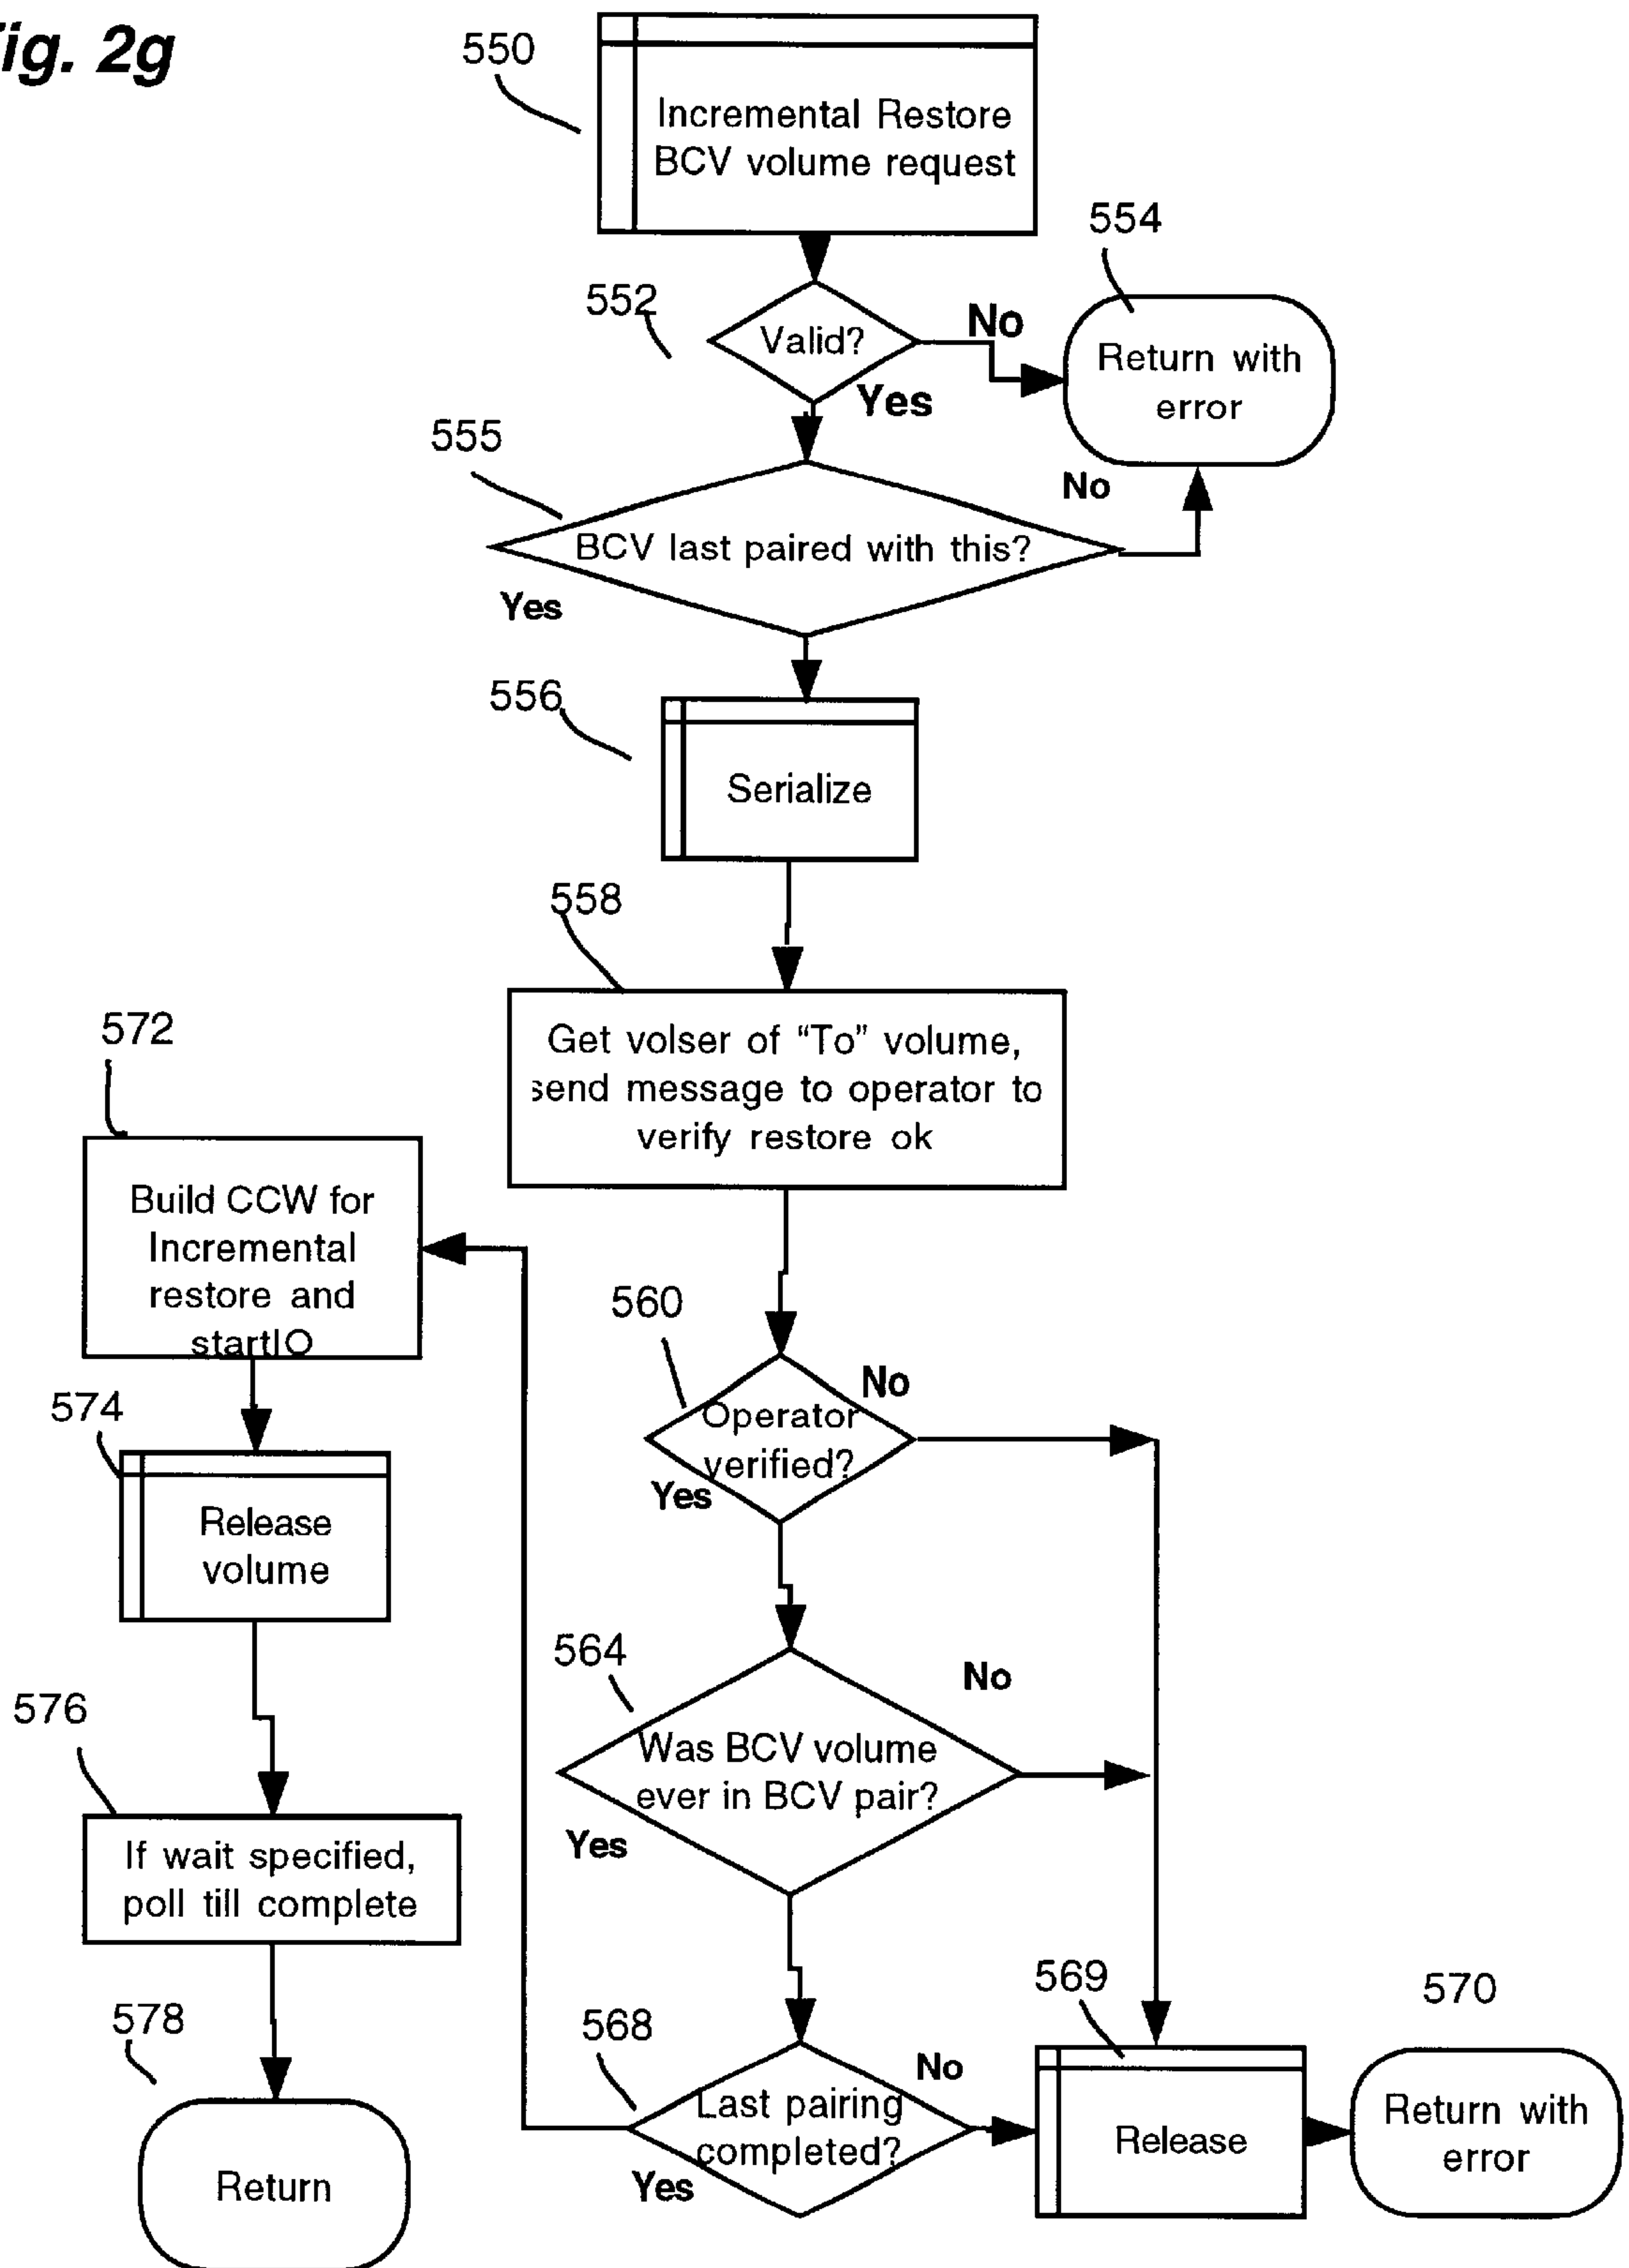 ig. 2g
550
Incremental Restore
BCV volume request
554
552
Valid?
No
Return with
error
Yes
555
No
BCV last paired with this?
Yes
556
Serialize
558
Get volser of “To” volume,
send message to operator to
verify restore ok
572
Build CCW for
Incremental
restore and
startIO
560
No
Operator
verified?
Yes
574
Release
volume
564
No
Was BCV volume
ever in BCV pair?
Yes
576
If wait specified,
poll till complete
569
570
578
568
No
Last pairing
completed?
Yes
Release
Return with
error
Return